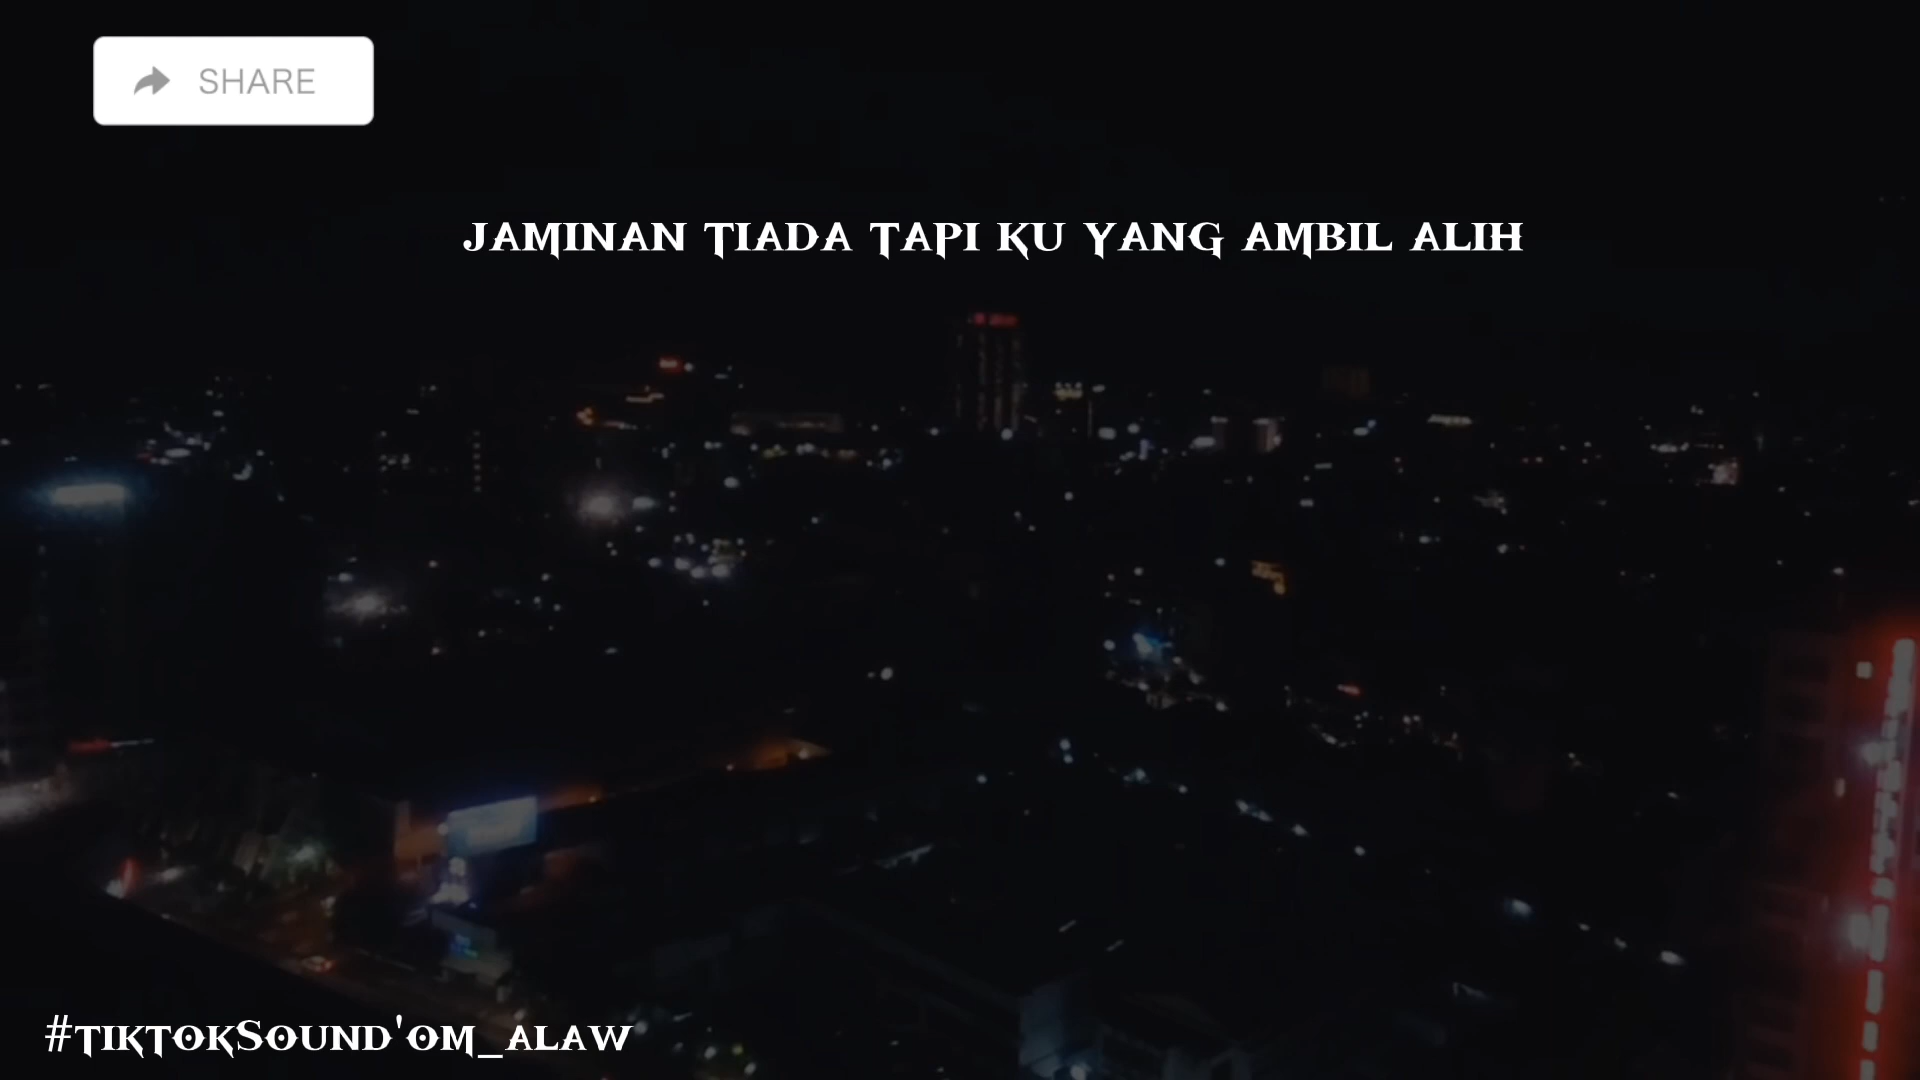 SHARE
JAMINAN TIADA TAPI KU YANG AMBIL ALIH
#TIKTOKSOUND'OM_ALAW